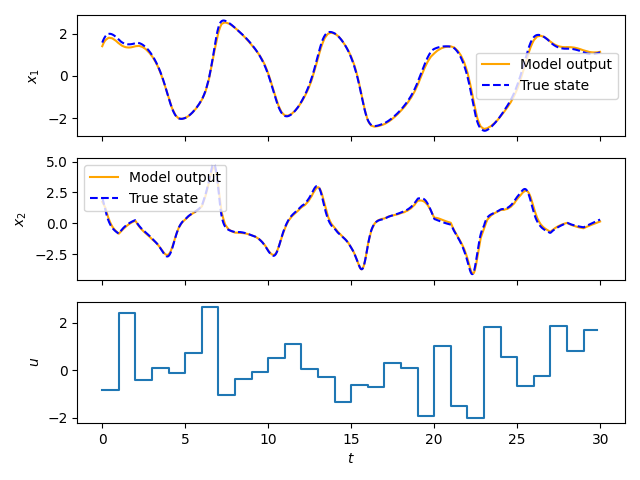 2
0
−2
x₁
Model output
True state
5.0
2.5
0.0
−2.5
x₂
Model output
True state
2
0
−2
u
0 5 10 15 20 25 30
t